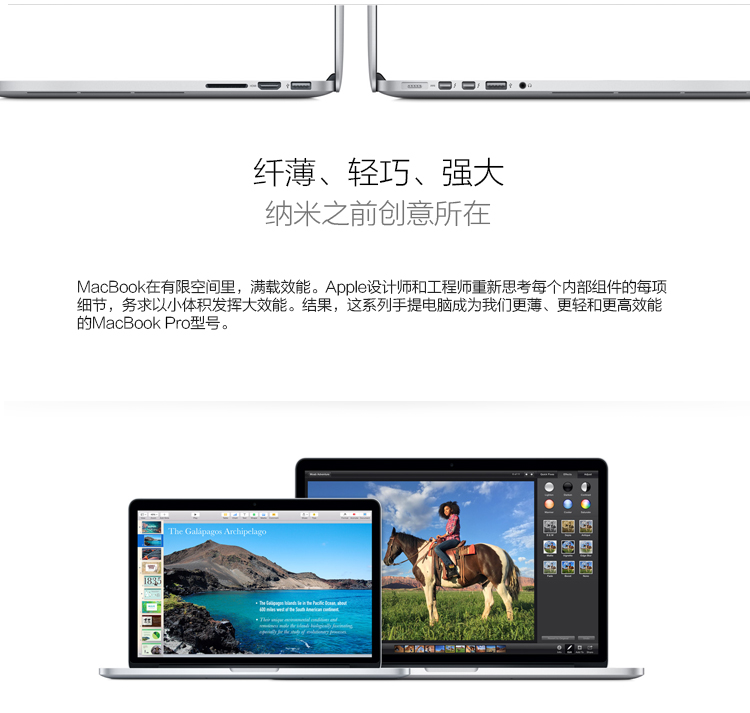 纤薄、轻巧、强大
纳米之前创意所在
MacBook在有限空间里，满载效能。Apple设计师和工程师重新思考每个内部组件的每项
细节，务求以小体积发挥大效能。结果，这系列手提电脑成为我们更薄、更轻和更高效能
的MacBook Pro型号。
The Galápagos Archipelago
• The Galápagos Islands lie in the Pacific Ocean, about
600 miles west of the South American continent.
• Their unique environmental conditions and
remoteness make the islands biologically fascinating,
especially for the study of evolutionary processes.
1835